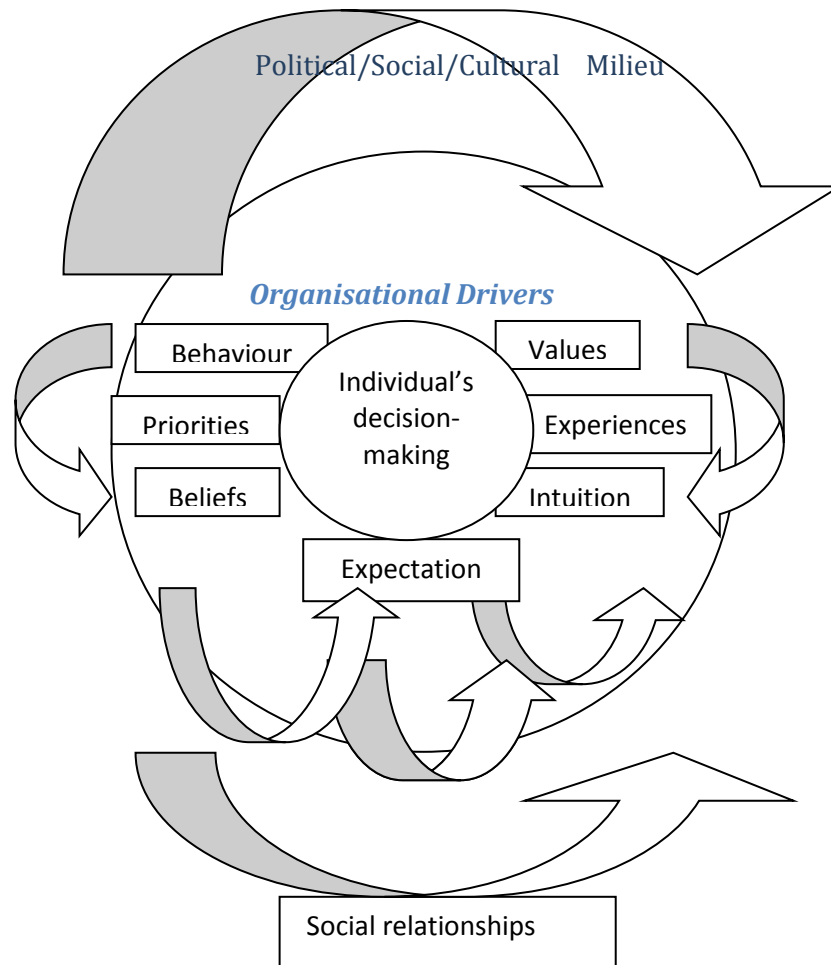 Political/Social/Cultural Milieu
Organisational Drivers
Behaviour
Values
Individual's
decision-
making
Priorities
Experiences
Beliefs
Intuition
Expectation
Social relationships